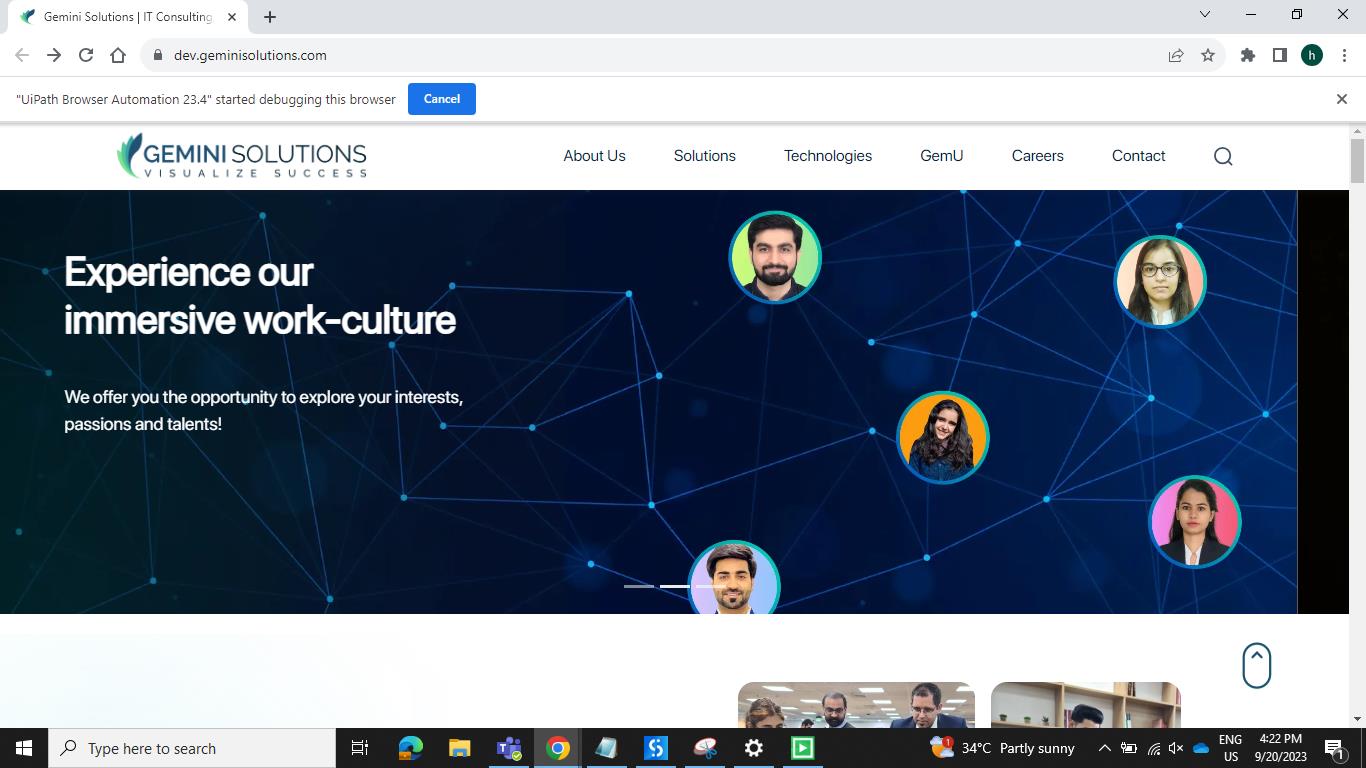 Gemini Solutions | IT Consulting
dev.geminisolutions.com
h
"UiPath Browser Automation 23.4" started debugging this browser
Cancel
GEMINI SOLUTIONS
VISUALIZE SUCCESS
About Us
Solutions
Technologies
GemU
Careers
Contact
Experience our
immersive work-culture
We offer you the opportunity to explore your interests,
passions and talents!
Type here to search
1
34°C Partly sunny
ENG
US
4:22 PM
9/20/2023
1